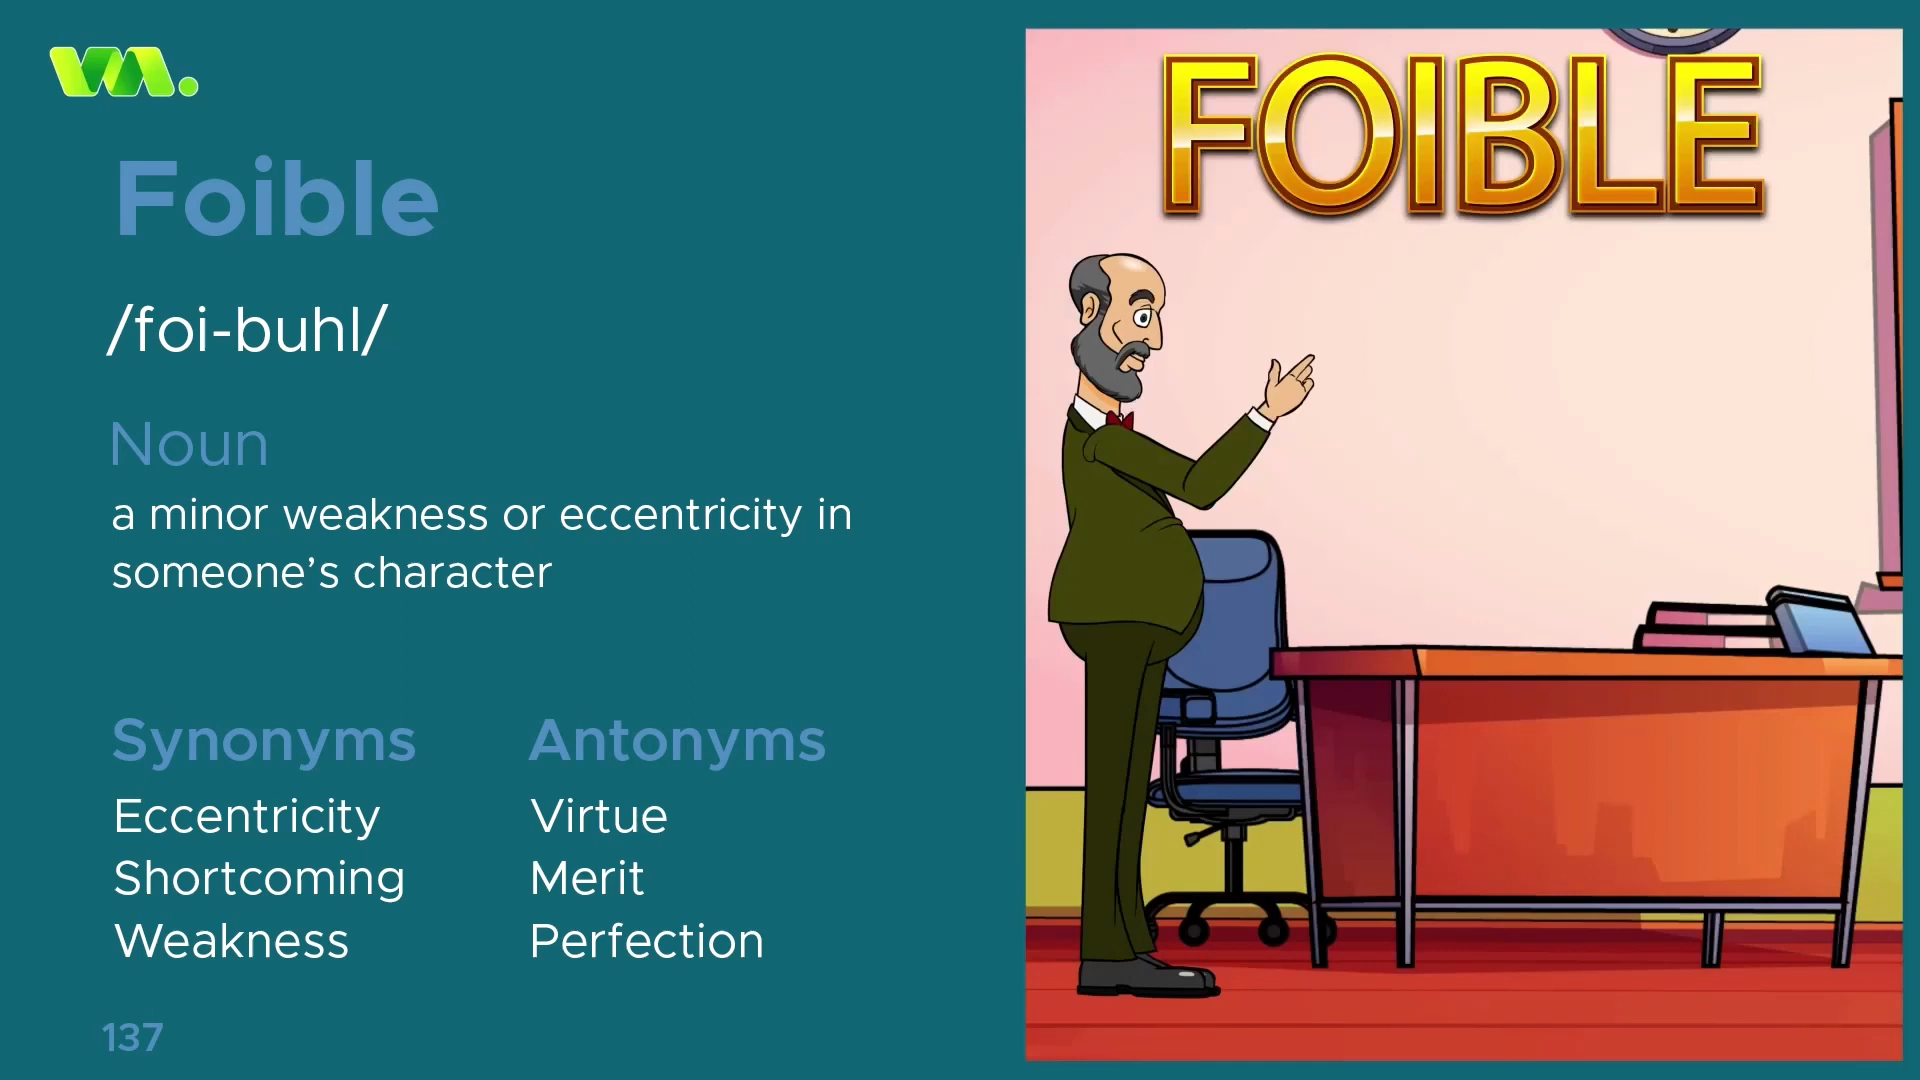 VM.
Foible
/foi-buhl/
Noun
a minor weakness or eccentricity in
someone’s character
Synonyms
Eccentricity
Shortcoming
Weakness
Antonyms
Virtue
Merit
Perfection
137
FOIBLE